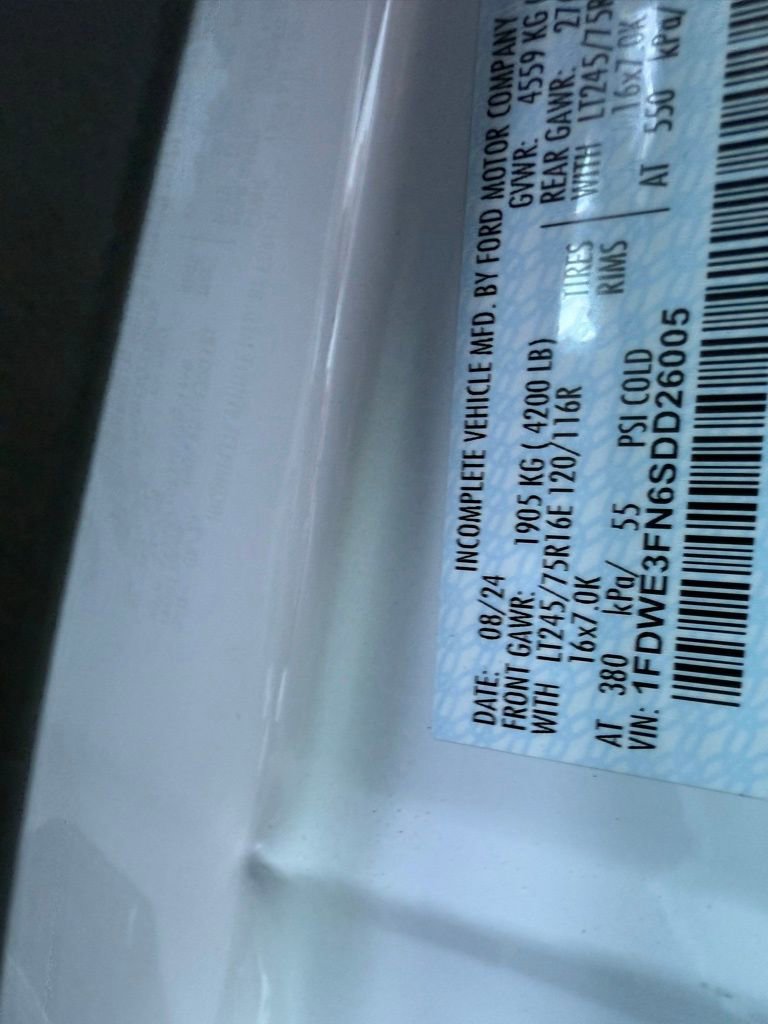 INCOMPLETE VEHICLE MFD. BY FORD MOTOR COMPANY
DATE: 08/24 GVWR: 4559 KG (
FRONT GAWR: 1905 KG ( 4200 LB) REAR GAWR: 27
WITH LT245/75R16E 120/116R TIRES WITH LT245/75R
16x7.0K RIMS 16x7.0K
AT 380 kPa/ 55 PSI COLD AT 550 kPa/
VIN: 1FDWE3FN6SDD26005